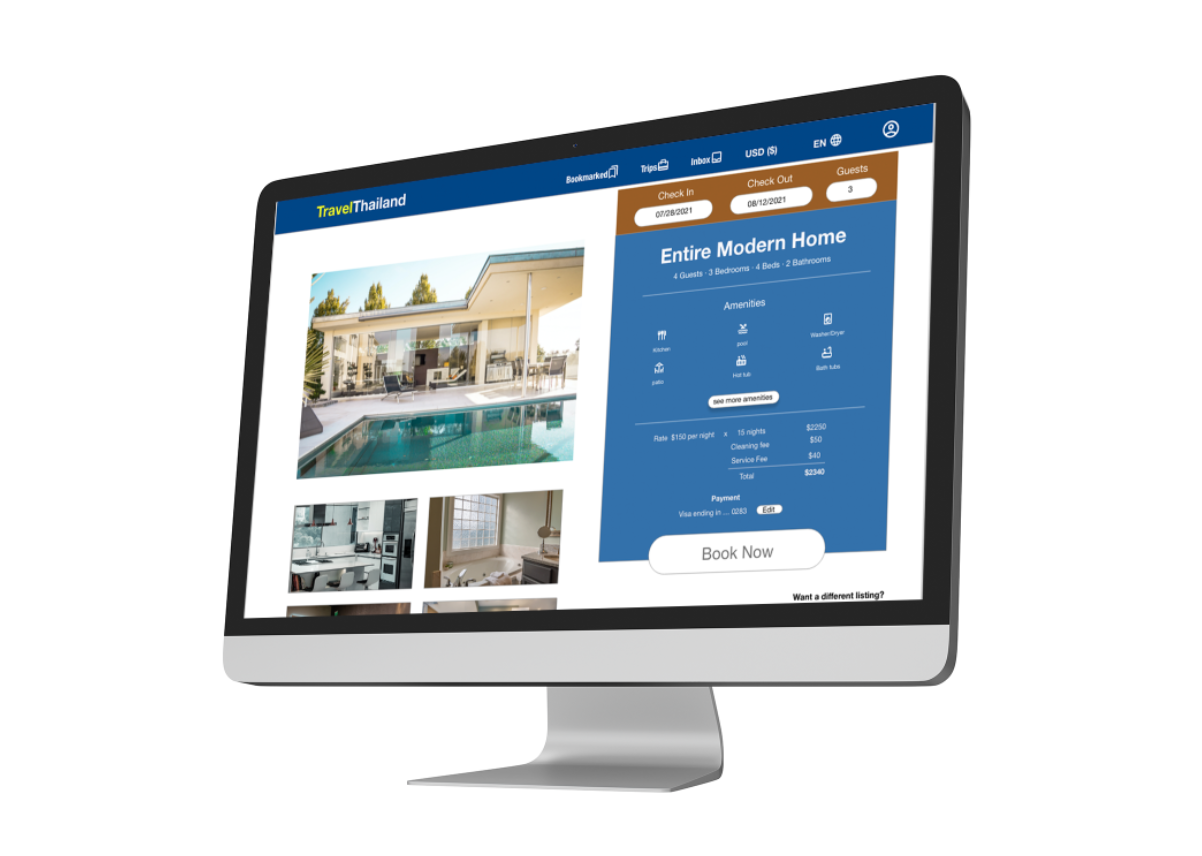 Bookmarked Trips Inbox USD ($) EN
TravelThailand
Check In Check Out Guests
07/28/2021 08/12/2021 3
Entire Modern Home
4 Guests · 3 Bedrooms · 4 Beds · 2 Bathrooms
Amenities
Kitchen pool Washer/Dryer
patio Hot tub Bath tubs
see more amenities
Rate $150 per night x 15 nights $2250
Cleaning fee $50
Service Fee $40
Total $2340
Payment
Visa ending in .... 0283 Edit
Book Now
Want a different listing?